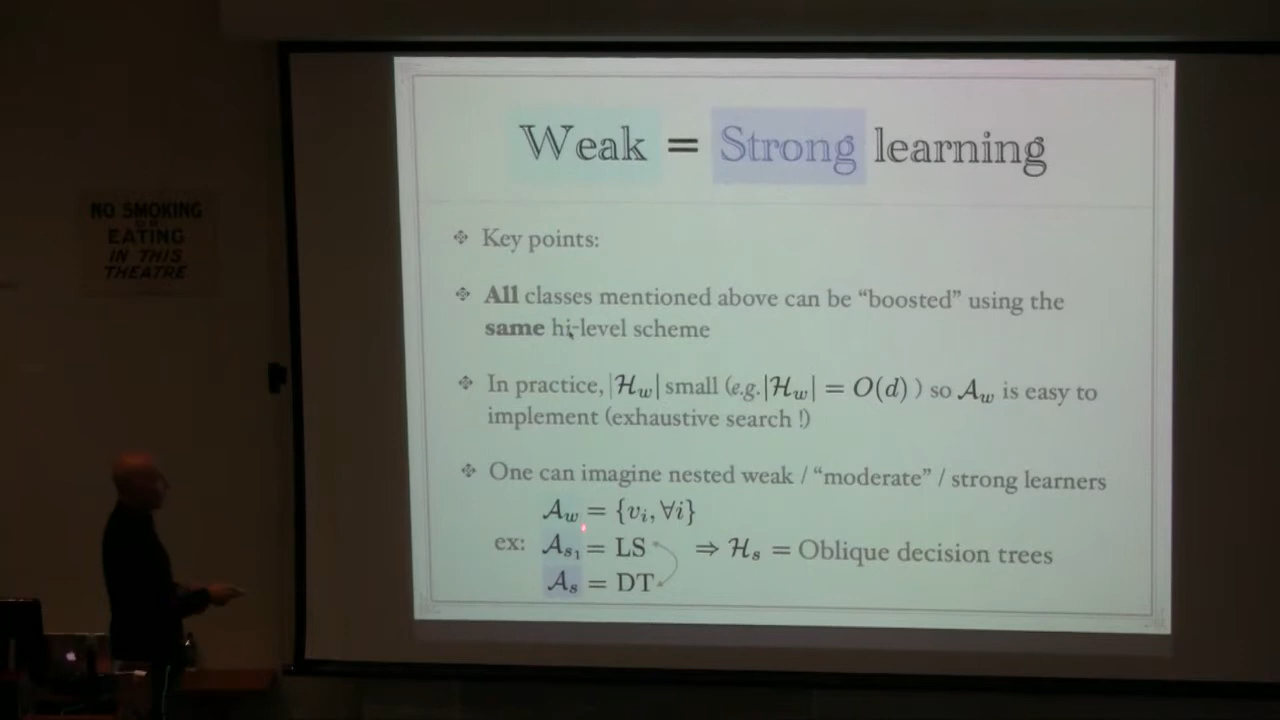 Weak = Strong learning
NO SMOKING
OR
EATING
IN THIS
THEATRE
Key points:
All classes mentioned above can be “boosted” using the
same hi-level scheme
In practice, |ℋ_w| small (e.g. |ℋ_w| = O(d) ) so 𝒜_w is easy to
implement (exhaustive search !)
One can imagine nested weak / “moderate” / strong learners
𝒜_w = {v_i, ∀i}
ex: 𝒜_{s_1} = LS ⇒ ℋ_s = Oblique decision trees
𝒜_s = DT